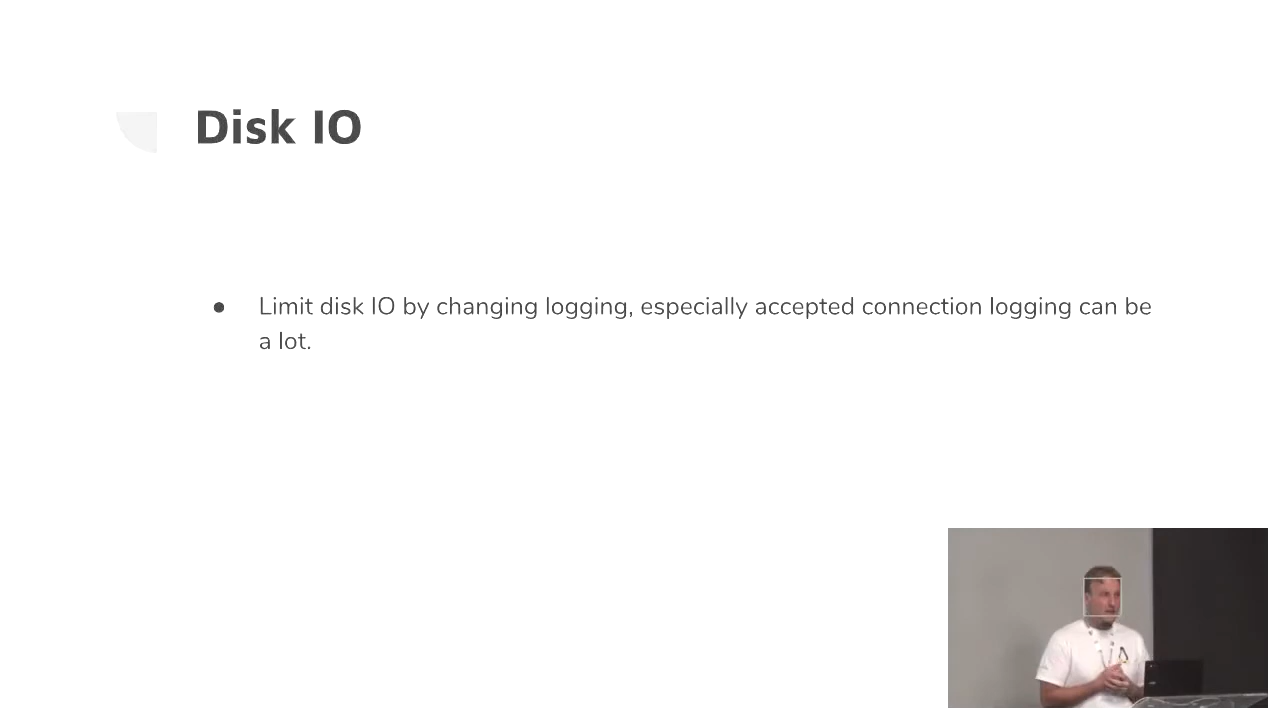 Disk IO
● Limit disk IO by changing logging, especially accepted connection logging can be
a lot.